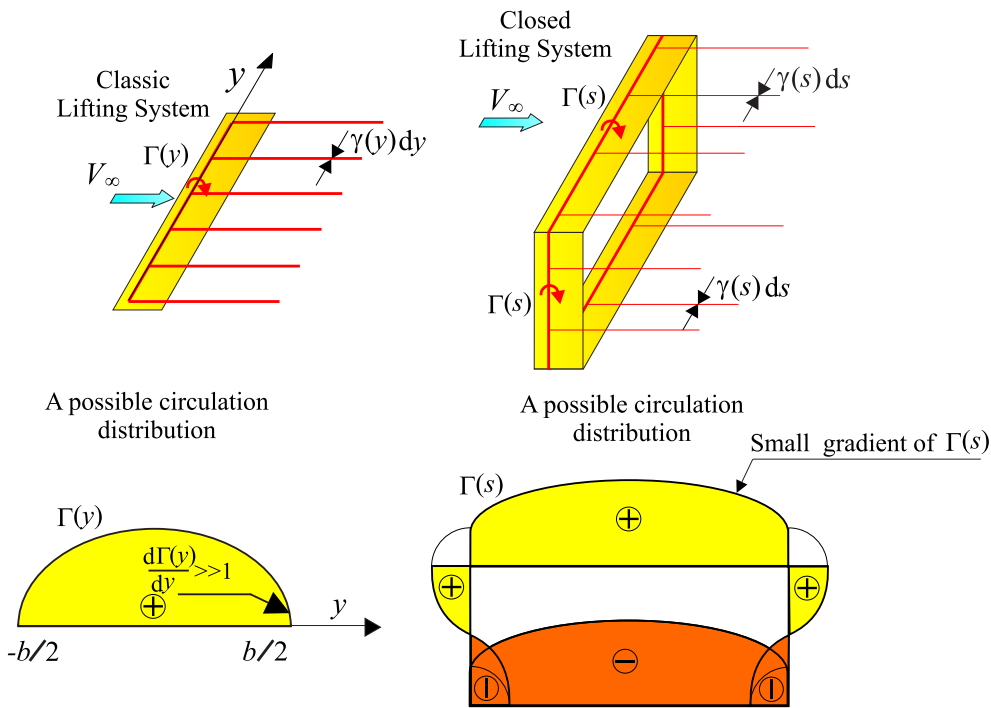 Classic
Lifting System
y
Γ(y)
γ(y) dy
V∞
Closed
Lifting System
Γ(s)
γ(s) ds
V∞
Γ(s)
γ(s) ds
A possible circulation
distribution
Γ(y)
dΓ(y)
dy
>>1
+
y
-b/2
b/2
A possible circulation
distribution
Small gradient of Γ(s)
Γ(s)
+
+
+
−
−
−